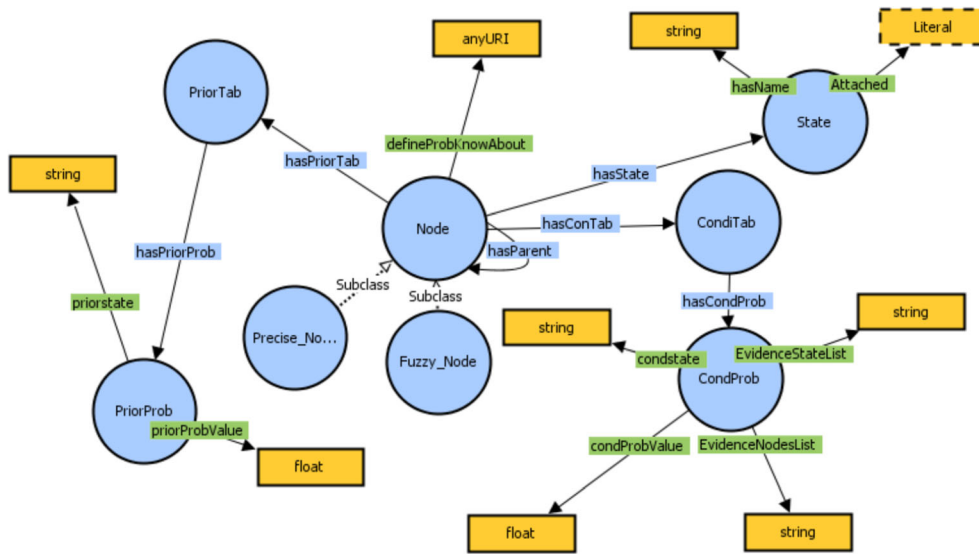 anyURI
string
Literal
PriorTab
hasName
Attached
State
defineProbKnowAbout
hasPriorTab
string
hasState
Node
hasConTab
CondiTab
hasPriorProb
hasParent
Subclass
Subclass
hasCondProb
priorstate
Precise_No...
Fuzzy_Node
string
string
condstate
EvidenceStateList
CondProb
PriorProb
priorProbValue
condProbValue
EvidenceNodesList
float
float
string